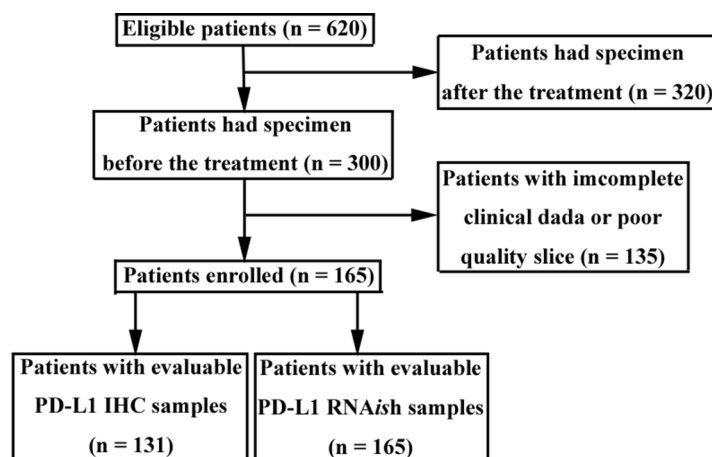 Eligible patients (n = 620)
Patients had specimen
after the treatment (n = 320)
Patients had specimen
before the treatment (n = 300)
Patients with imcomplete
clinical dada or poor
quality slice (n = 135)
Patients enrolled (n = 165)
Patients with evaluable
PD-L1 IHC samples
(n = 131)
Patients with evaluable
PD-L1 RNAish samples
(n = 165)